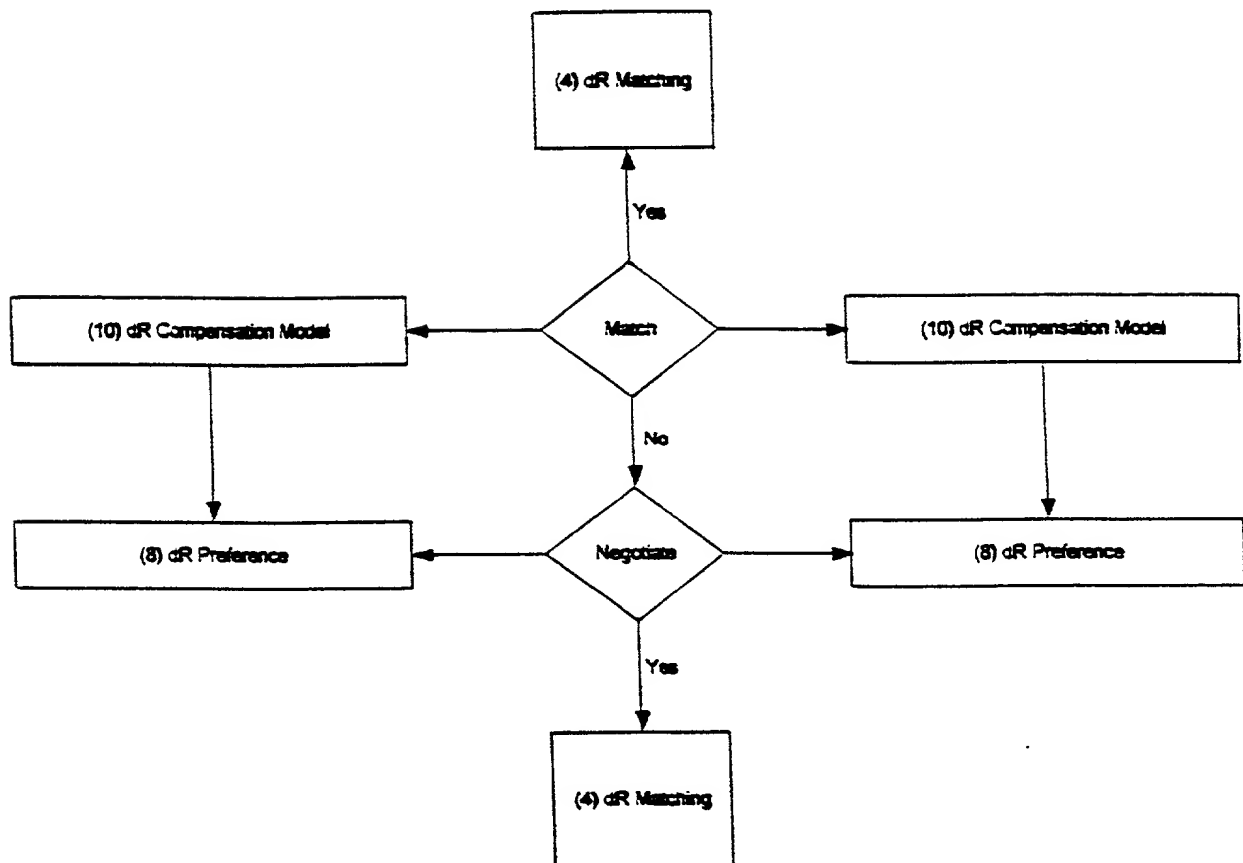 (4) dR Matching
Yes
(10) dR Compensation Model
Match
(10) dR Compensation Model
No
(8) dR Preference
Negotiate
(8) dR Preference
Yes
(4) dR Matching